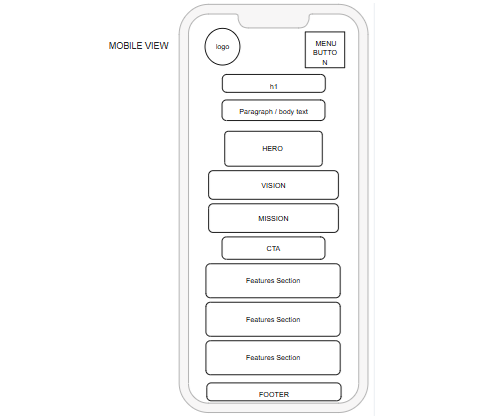 MOBILE VIEW
logo
MENU
BUTTO
N
h1
Paragraph / body text
HERO
VISION
MISSION
CTA
Features Section
Features Section
Features Section
FOOTER